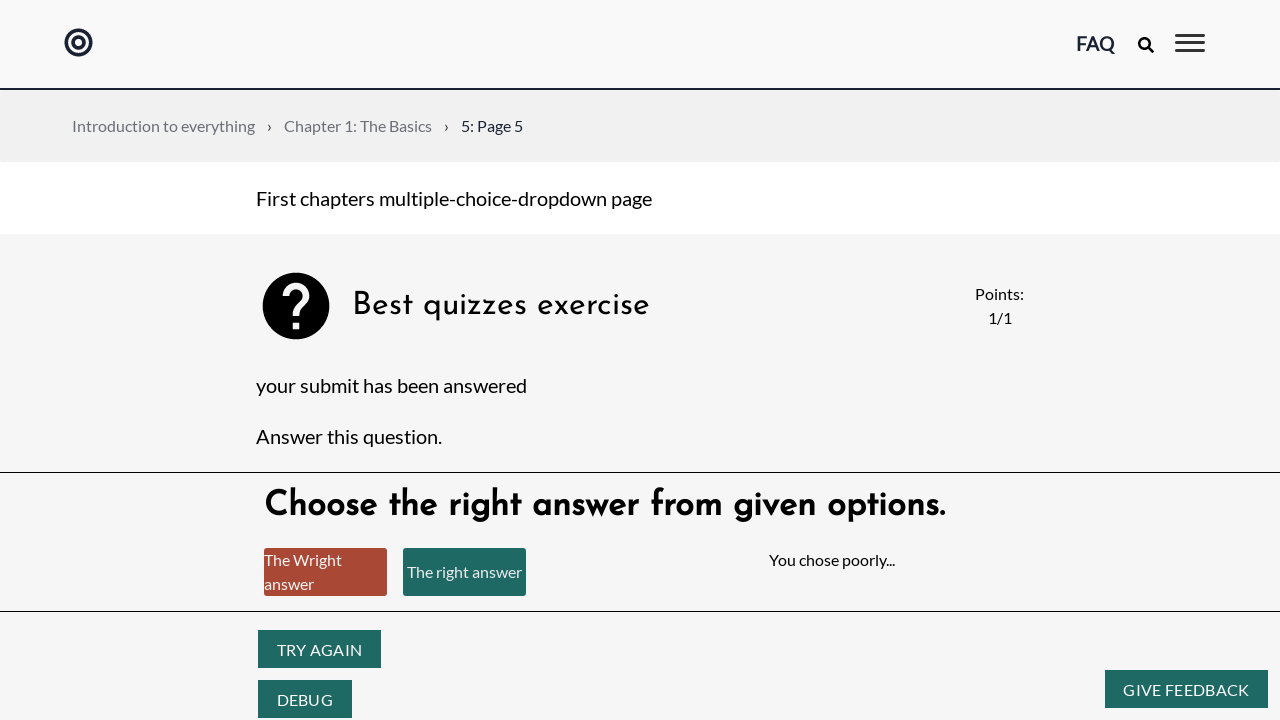 FAQ
Introduction to everything › Chapter 1: The Basics › 5: Page 5
First chapters multiple-choice-dropdown page
Best quizzes exercise
Points:
1/1
your submit has been answered
Answer this question.
Choose the right answer from given options.
The Wright
answer
The right answer
You chose poorly...
TRY AGAIN
DEBUG
GIVE FEEDBACK